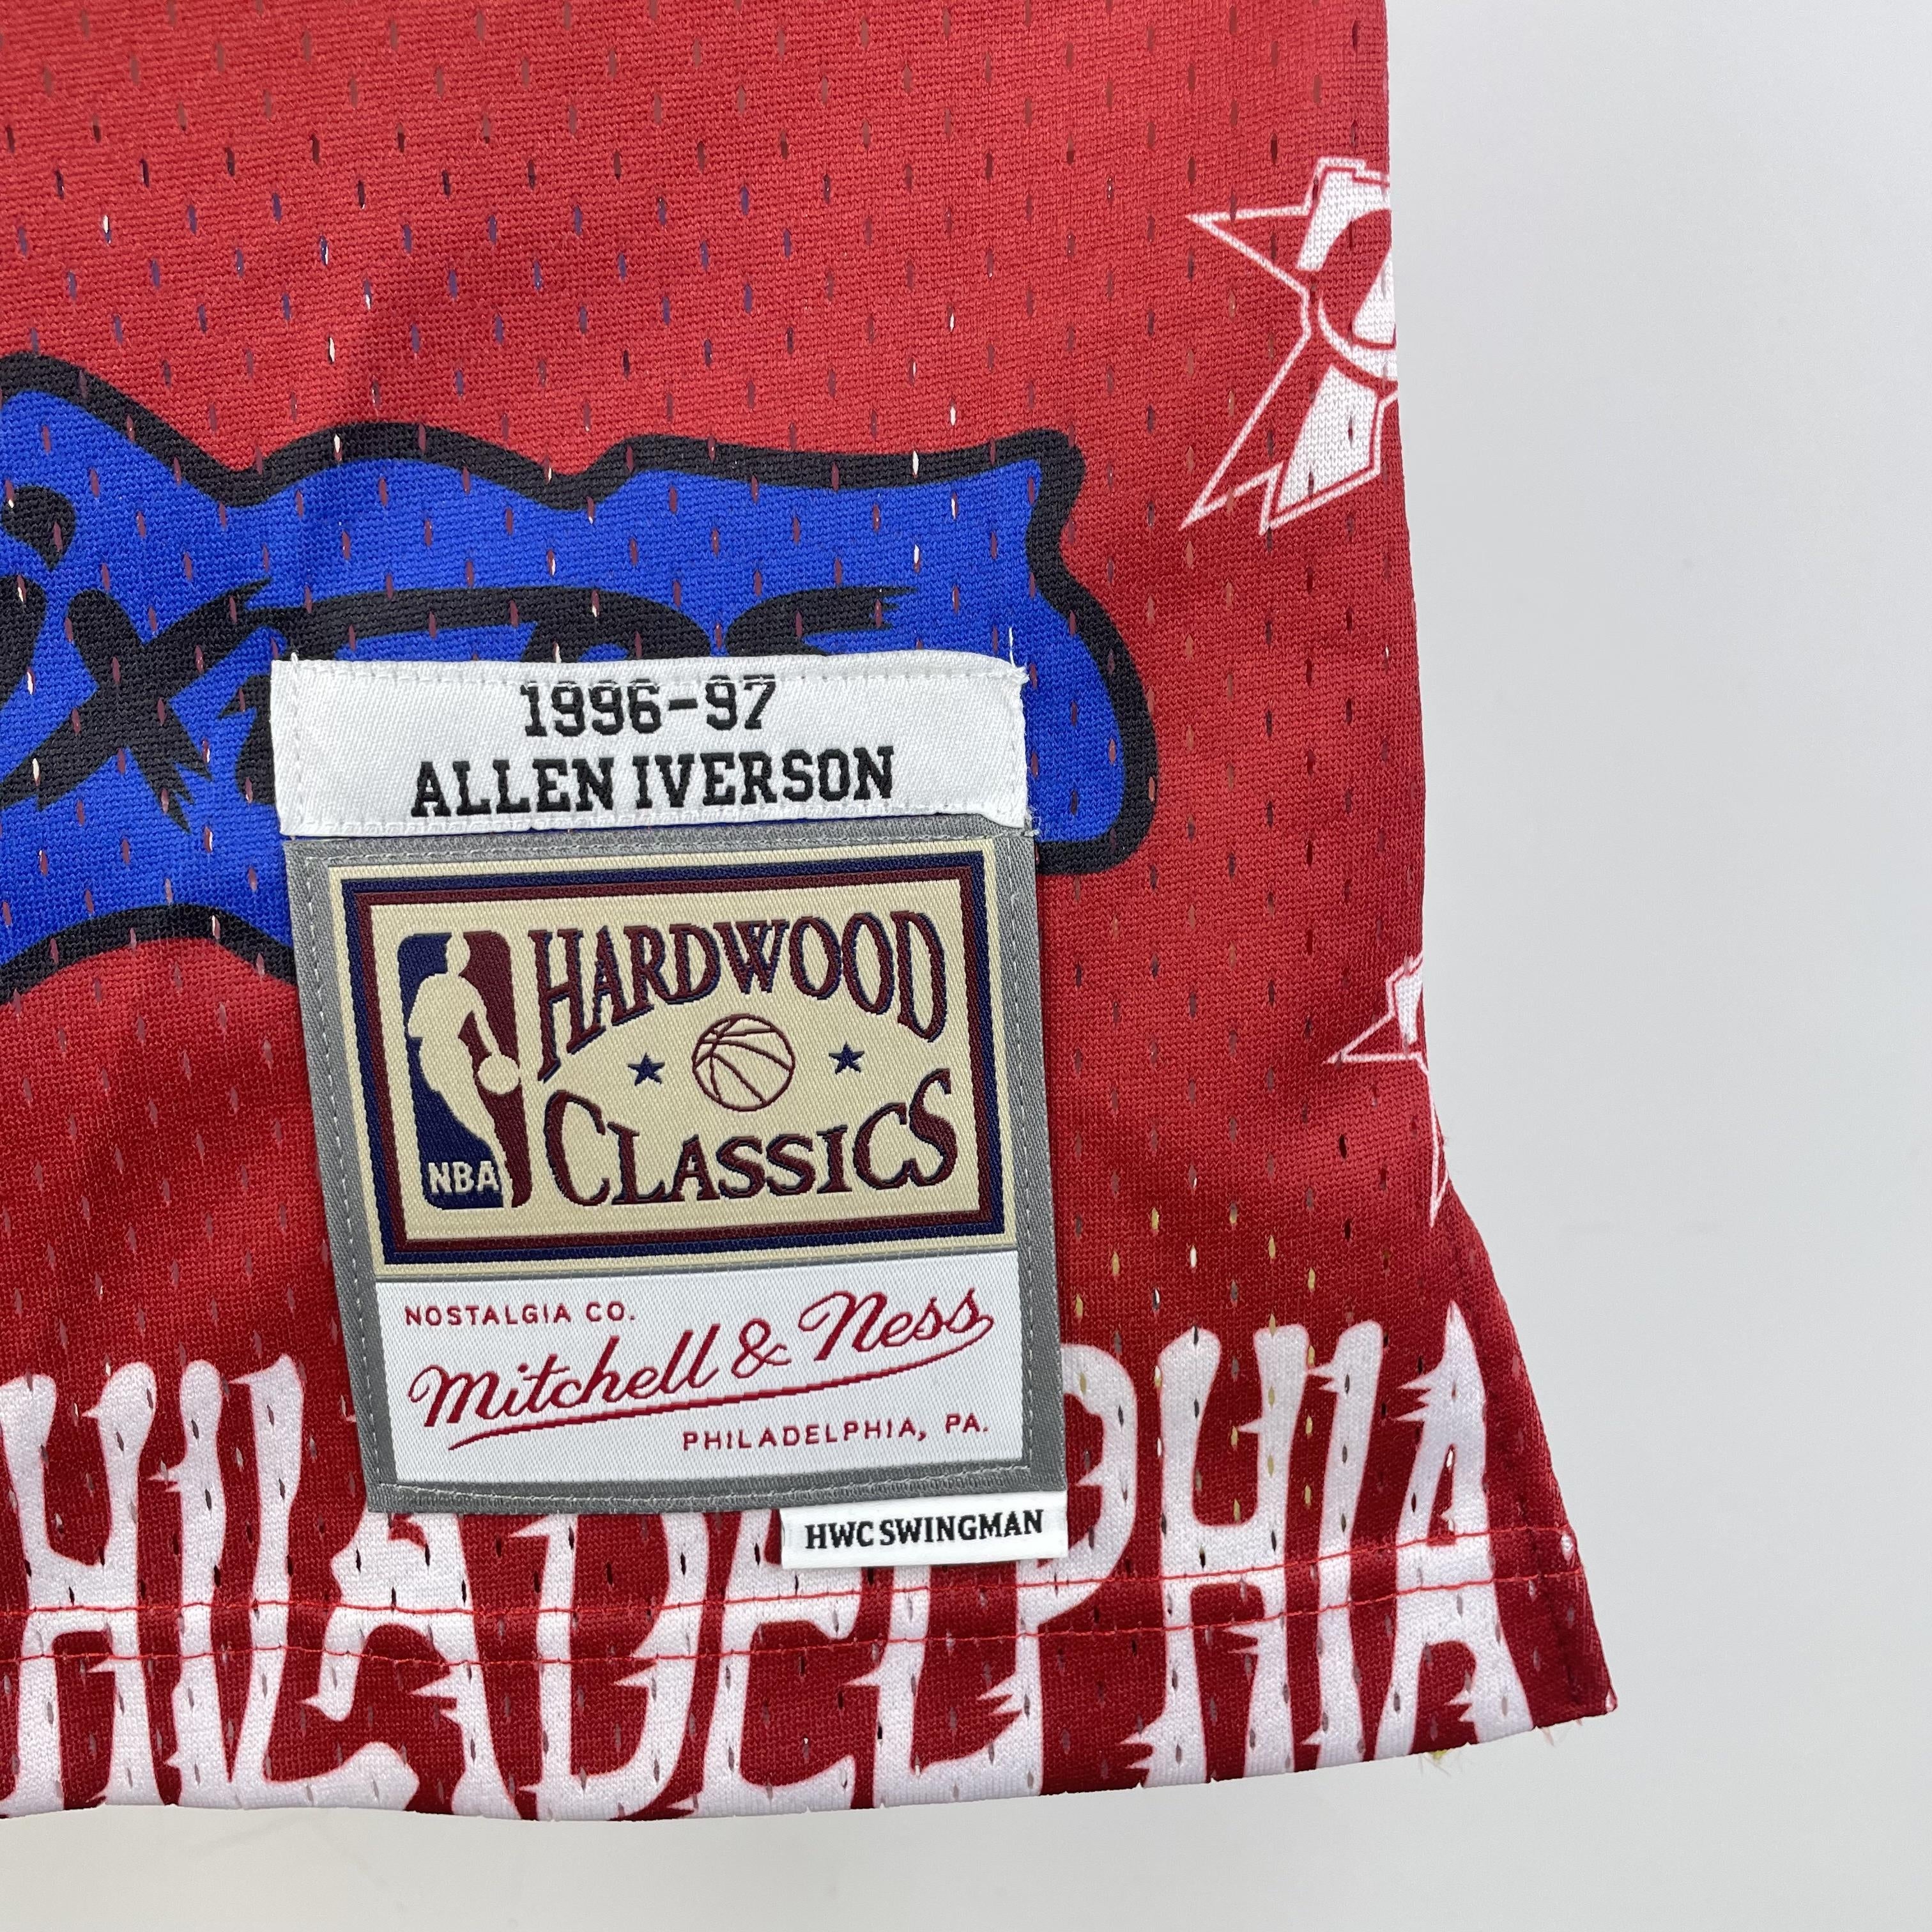 1996-97
ALLEN IVERSON
HARDWOOD
CLASSICS
NBA
NOSTALGIA CO.
Mitchell & Ness
PHILADELPHIA, PA.
HWC SWINGMAN
HILADELPHIA